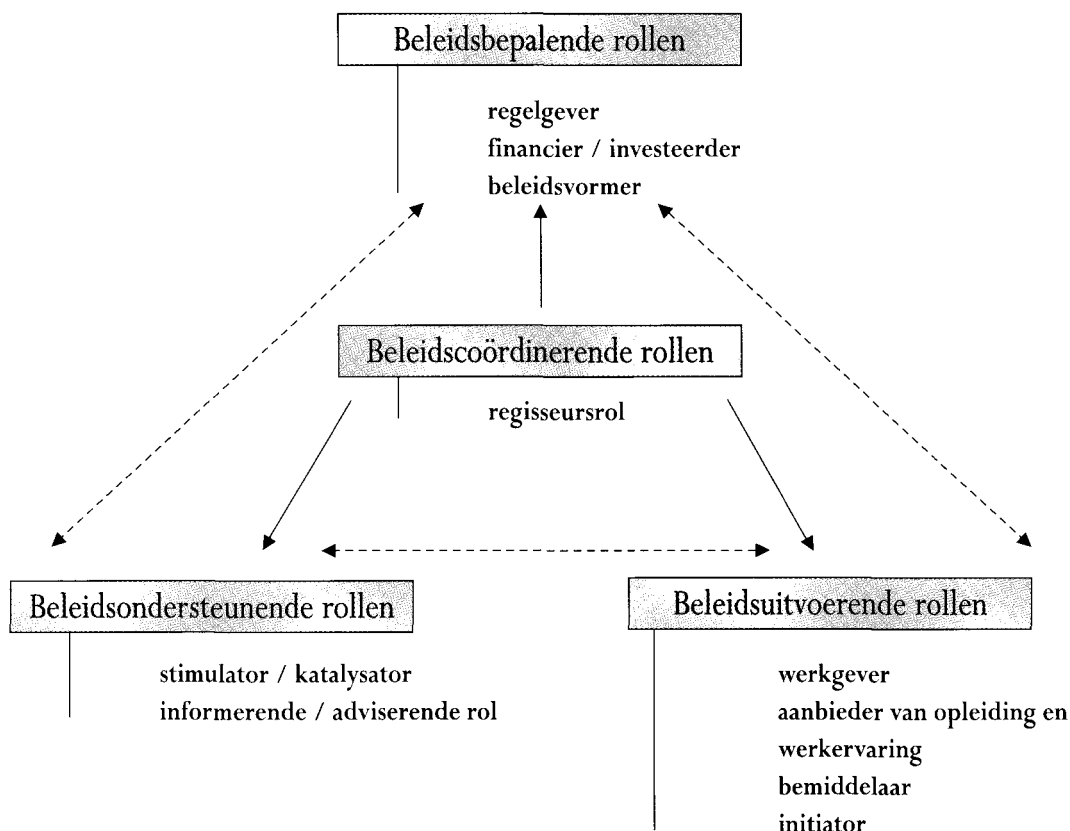 Beleidsbepalende rollen
regelgever
financier / investeerder
beleidsvormer
Beleidscoördinerende rollen
regisseursrol
Beleidsondersteunende rollen
stimulator / katalysator
informerende / adviserende rol
Beleidsuitvoerende rollen
werkgever
aanbieder van opleiding en
werkervaring
bemiddelaar
initiator